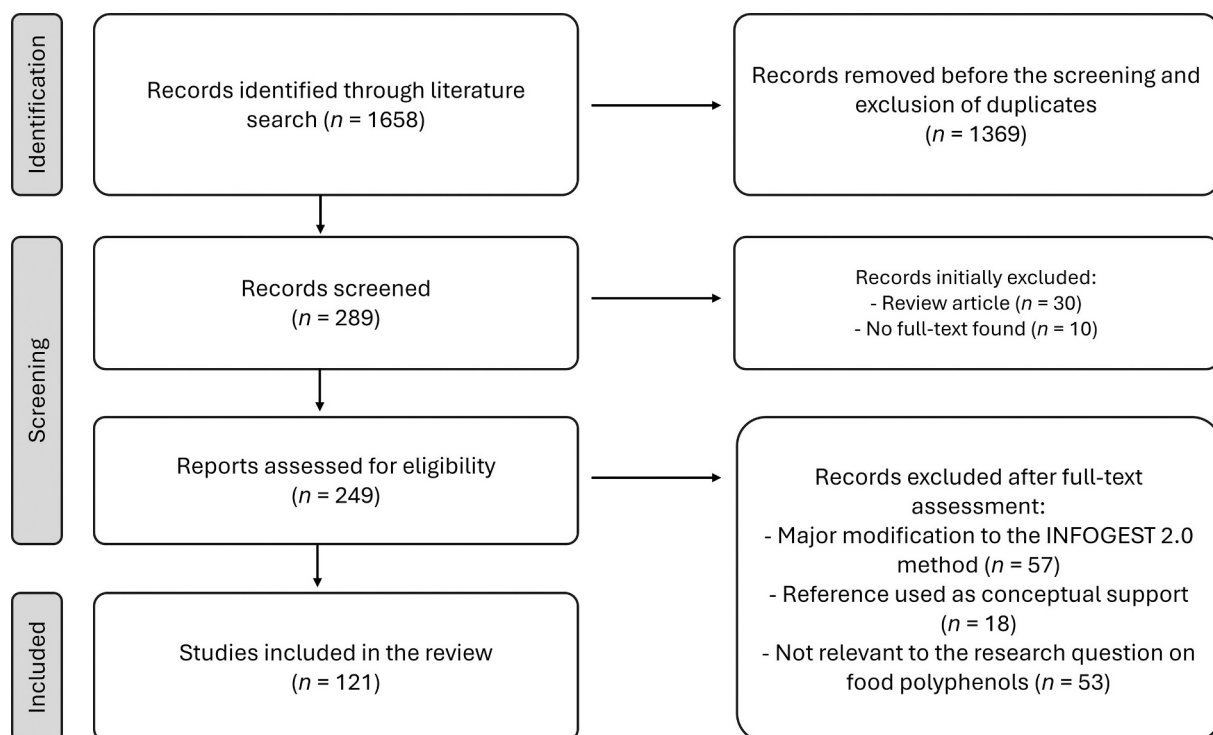 Identification
Records identified through literature
search (n = 1658)
Records removed before the screening and
exclusion of duplicates
(n = 1369)
Screening
Records screened
(n = 289)
Records initially excluded:
- Review article (n = 30)
- No full-text found (n = 10)
Reports assessed for eligibility
(n = 249)
Records excluded after full-text
assessment:
- Major modification to the INFOGEST 2.0
method (n = 57)
- Reference used as conceptual support
(n = 18)
- Not relevant to the research question on
food polyphenols (n = 53)
Included
Studies included in the review
(n = 121)